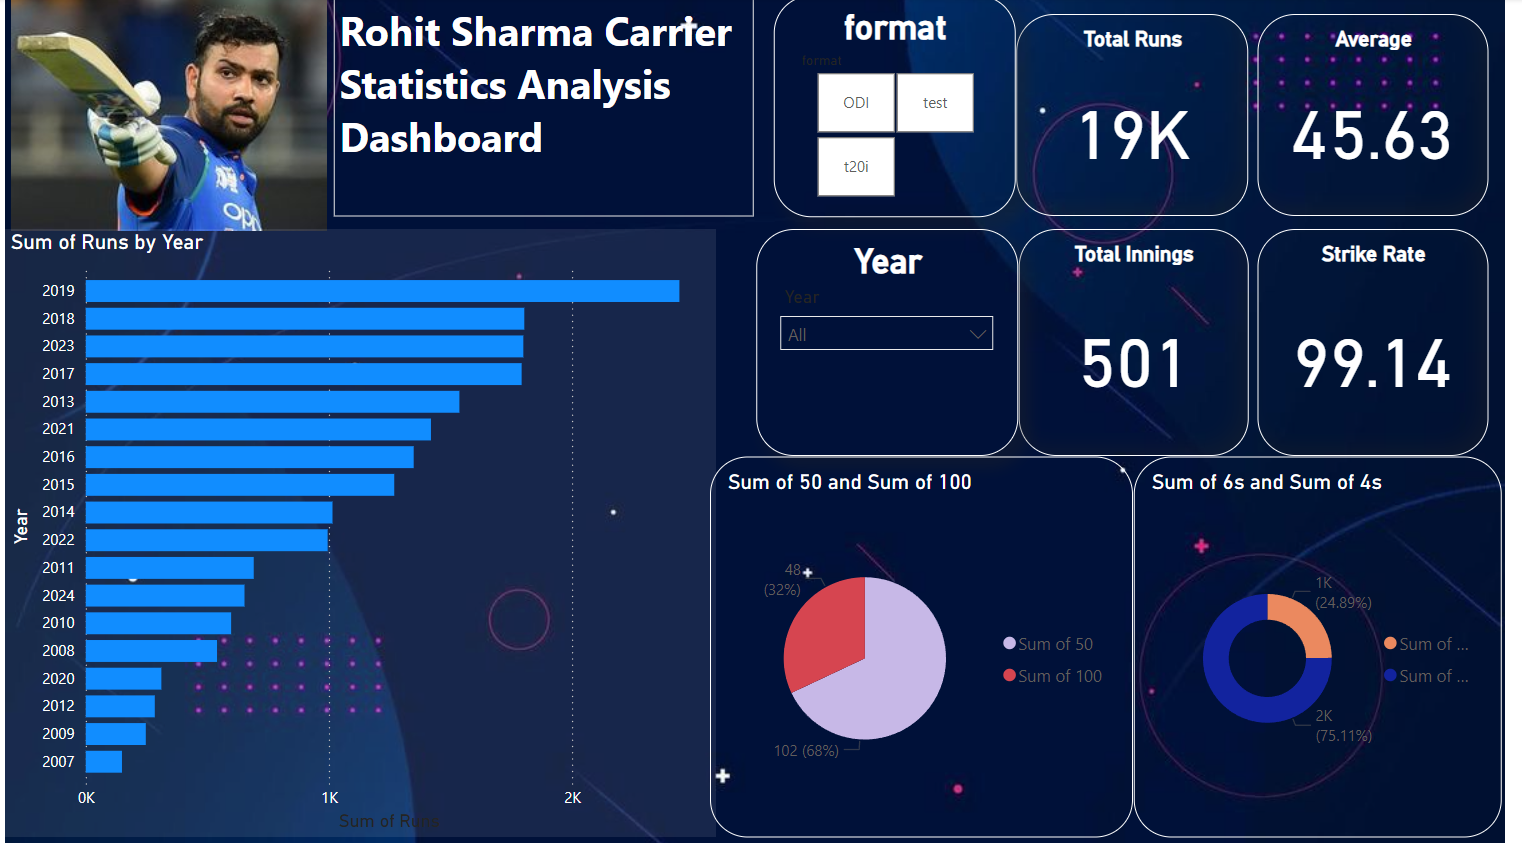 Rohit Sharma Carrier
Statistics Analysis
Dashboard
format
format
ODI
test
t20i
Total Runs
19K
Average
45.63
Year
Year
All
Total Innings
501
Strike Rate
99.14
Sum of Runs by Year
Year
2019
2018
2023
2017
2013
2021
2016
2015
2014
2022
2011
2024
2010
2008
2020
2012
2009
2007
0K
1K
2K
Sum of Runs
Sum of 50 and Sum of 100
48
(32%)
102 (68%)
Sum of 50
Sum of 100
Sum of 6s and Sum of 4s
1K
(24.89%)
2K
(75.11%)
Sum of ...
Sum of ...